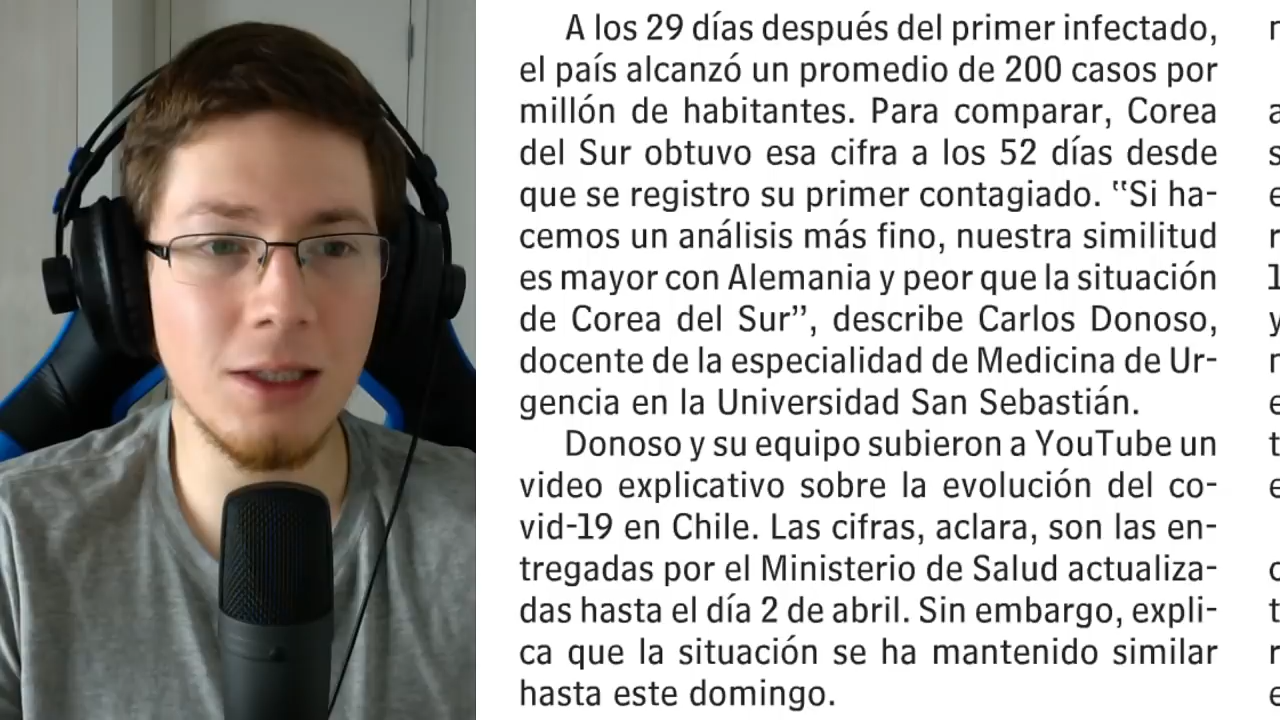 A los 29 días después del primer infectado,
el país alcanzó un promedio de 200 casos por
millón de habitantes. Para comparar, Corea
del Sur obtuvo esa cifra a los 52 días desde
que se registro su primer contagiado. "Si ha-
cemos un análisis más fino, nuestra similitud
es mayor con Alemania y peor que la situación
de Corea del Sur”, describe Carlos Donoso,
docente de la especialidad de Medicina de Ur-
gencia en la Universidad San Sebastián.
Donoso y su equipo subieron a YouTube un
video explicativo sobre la evolución del co-
vid-19 en Chile. Las cifras, aclara, son las en-
tregadas por el Ministerio de Salud actualiza-
das hasta el día 2 de abril. Sin embargo, expli-
ca que la situación se ha mantenido similar
hasta este domingo.